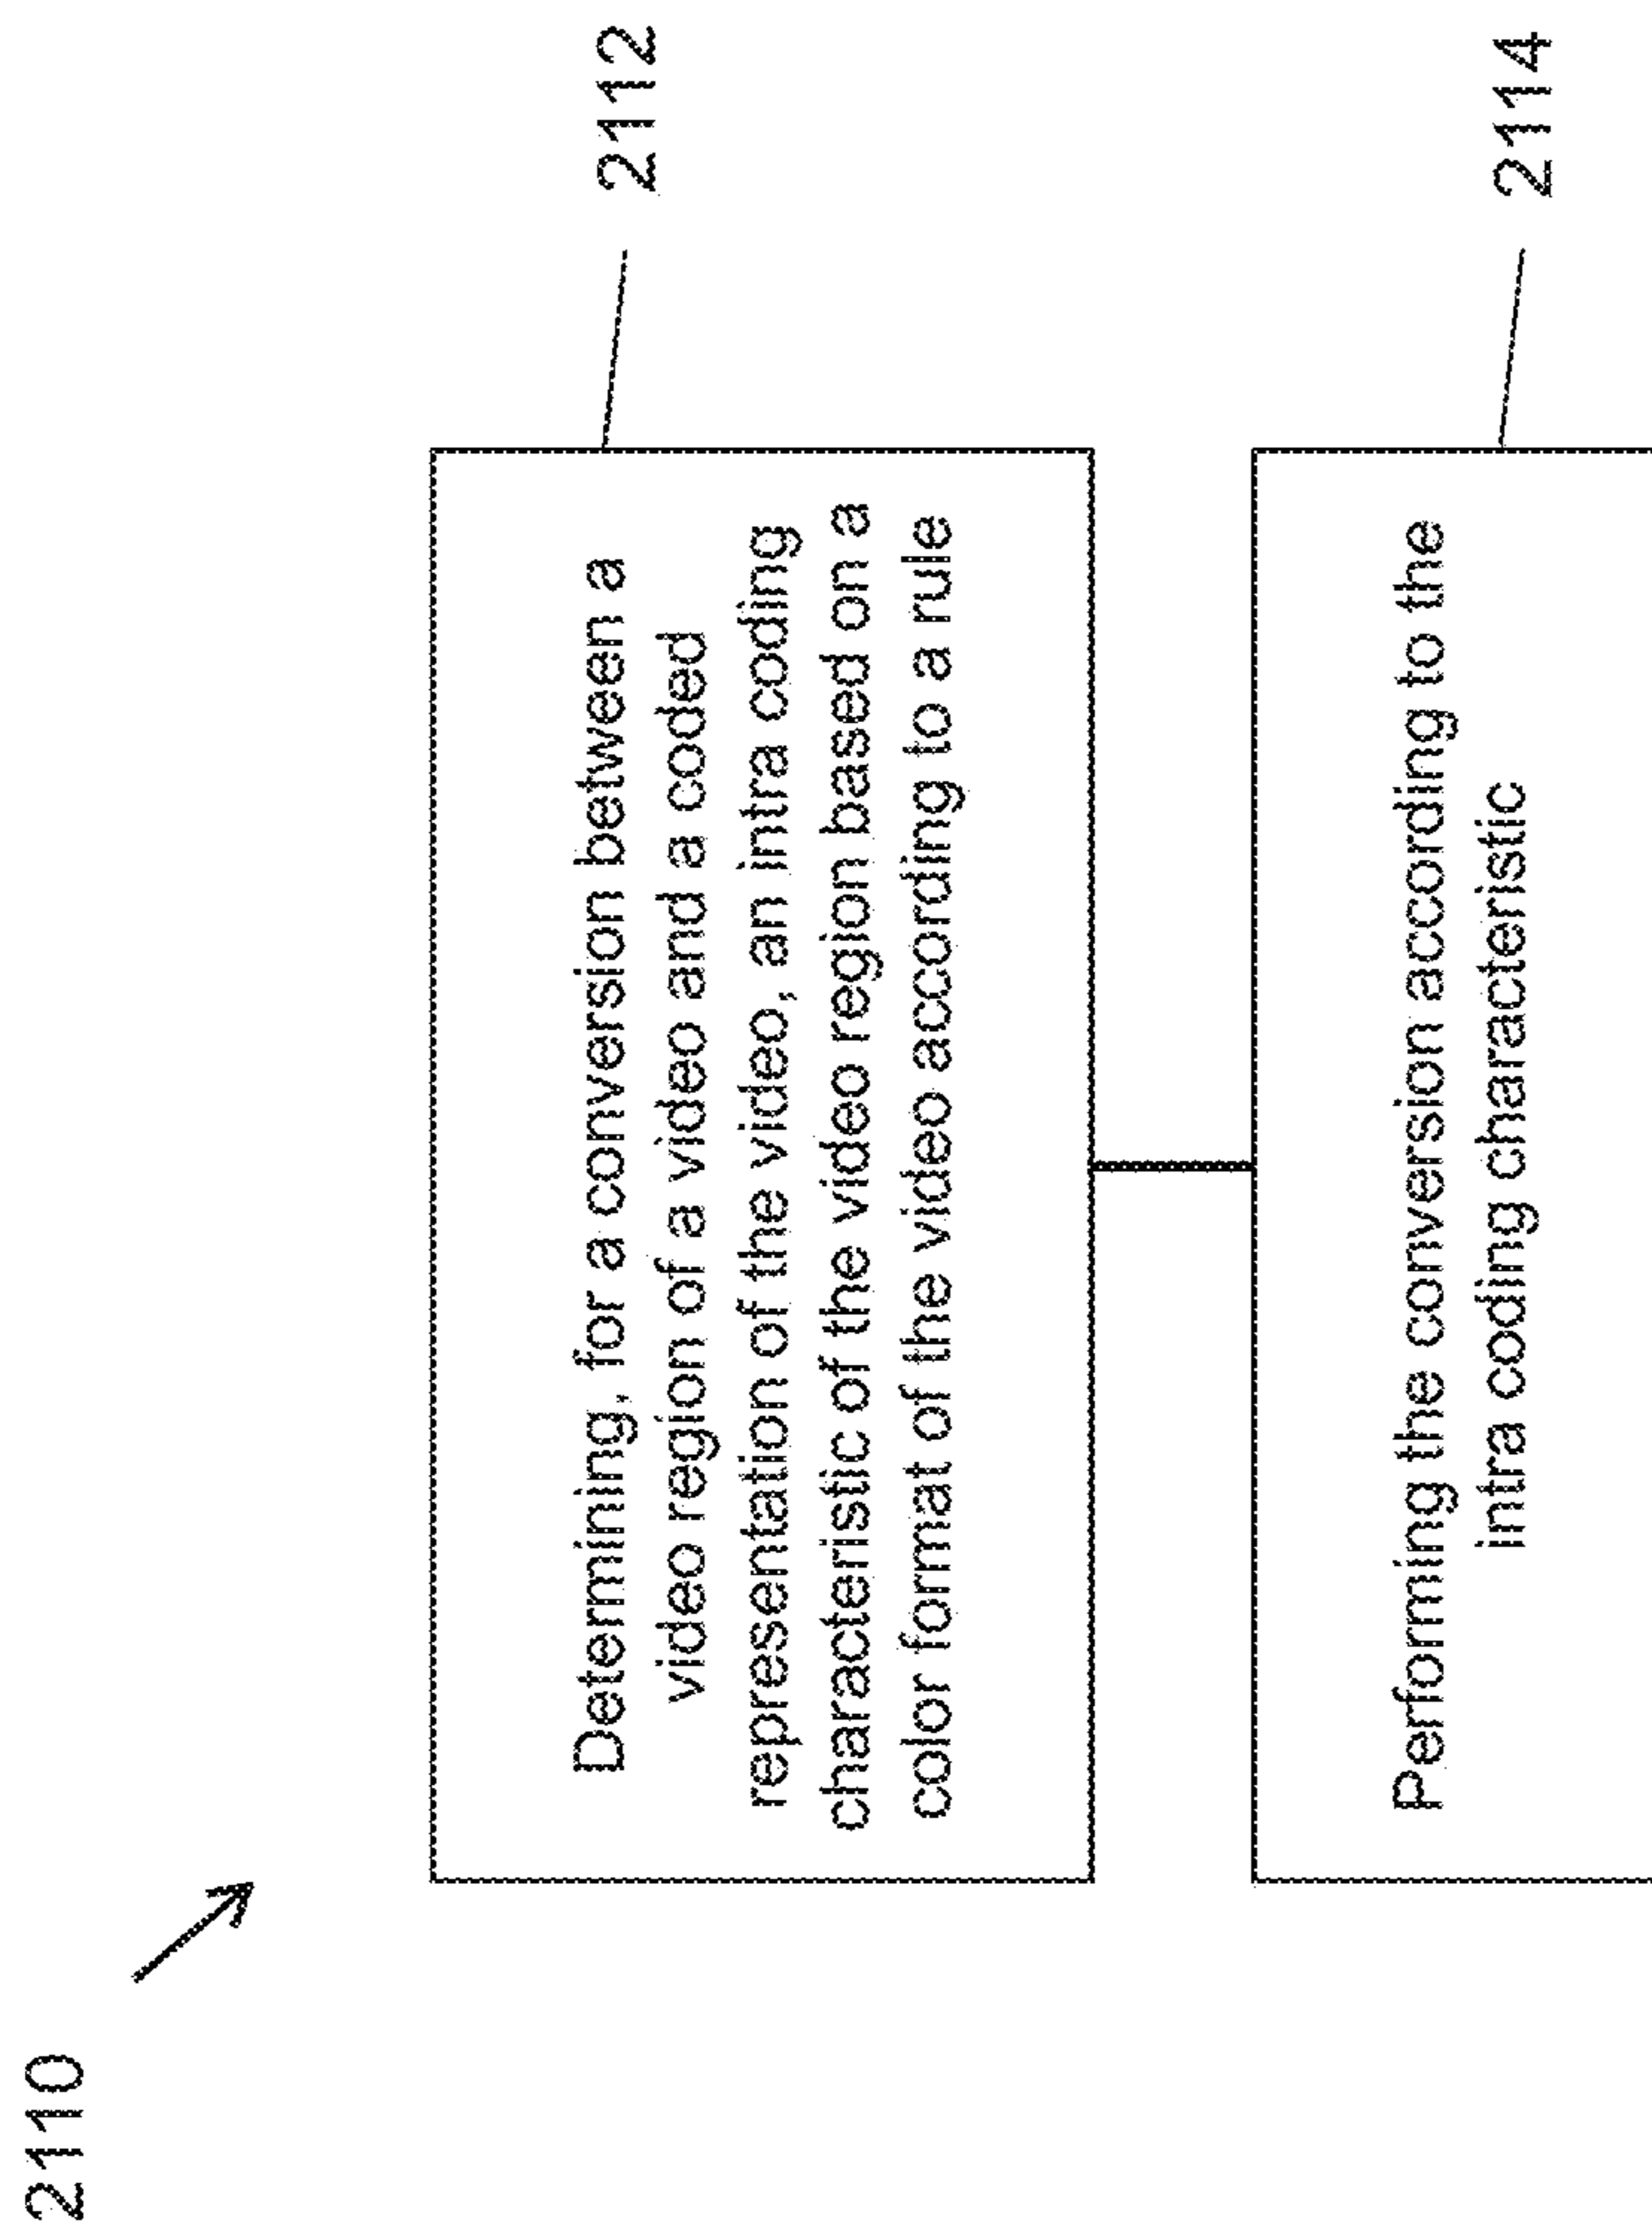 2110
Determining, for a conversion between a
video region of a video and a coded
representation of the video, an intra coding
characteristic of the video region based on a
color format of the video according to a rule
2112
Performing the conversion according to the
intra coding characteristic
2114